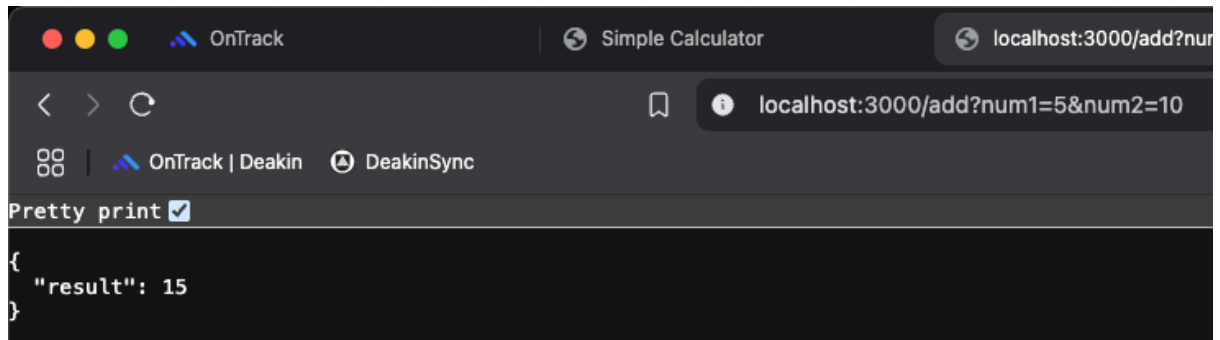 OnTrack Simple Calculator localhost:3000/add?nur
localhost:3000/add?num1=5&num2=10
OnTrack | Deakin DeakinSync
Pretty print
{
"result": 15
}